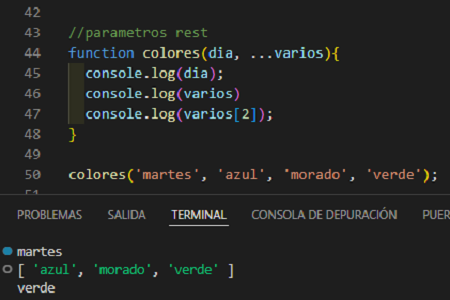 42
43 //parametros rest
44 function colores(dia, ...varios){
45 console.log(dia);
46 console.log(varios)
47 console.log(varios[2]);
48 }
49
50 colores('martes', 'azul', 'morado', 'verde');
51
PROBLEMAS SALIDA TERMINAL CONSOLA DE DEPURACIÓN PUER
martes
[ 'azul', 'morado', 'verde' ]
verde